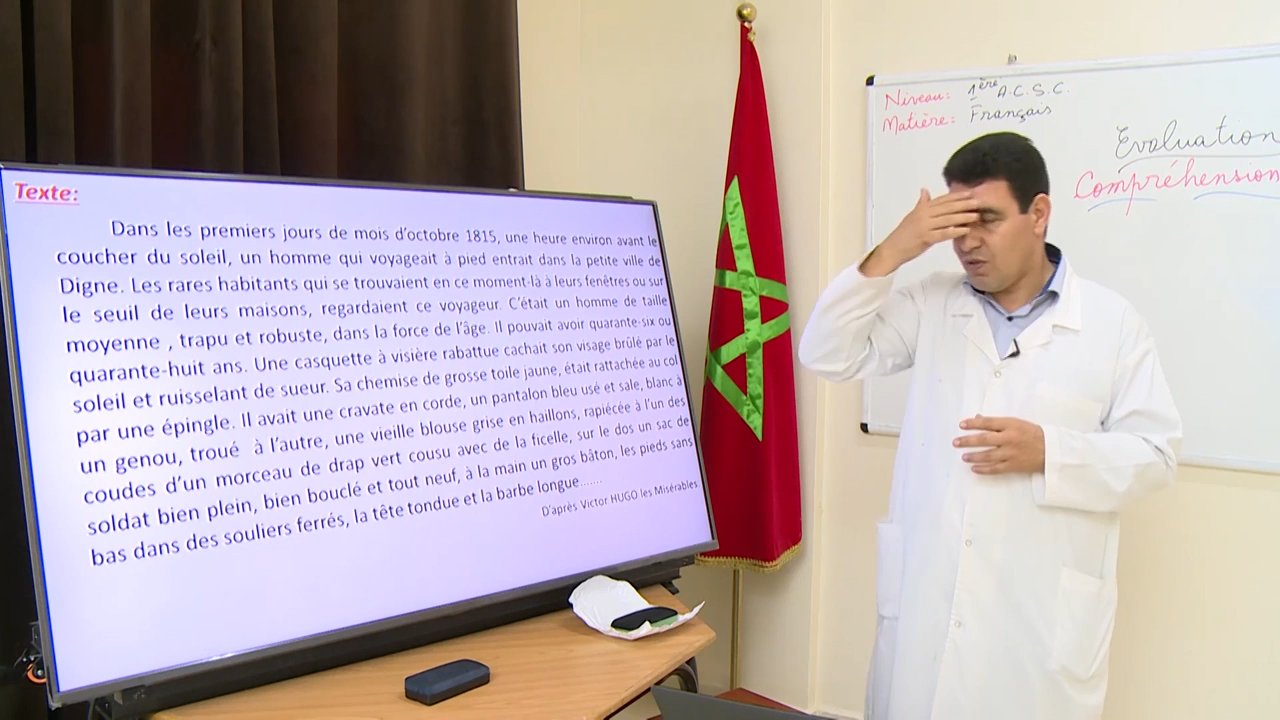 Texte:
Dans les premiers jours de mois d'octobre 1815, une heure environ avant le
coucher du soleil, un homme qui voyageait à pied entrait dans la petite ville de
Digne. Les rares habitants qui se trouvaient en ce moment-là à leurs fenêtres ou sur
le seuil de leurs maisons, regardaient ce voyageur. C'était un homme de taille
moyenne , trapu et robuste, dans la force de l'âge. Il pouvait avoir quarante-six ou
quarante-huit ans. Une casquette à visière rabattue cachait son visage brûlé par le
soleil et ruisselant de sueur. Sa chemise de grosse toile jaune, était rattachée au col
par une épingle. Il avait une cravate en corde, un pantalon bleu usé et sale, blanc à
un genou, troué à l'autre, une vieille blouse grise en haillons, rapiécée à l'un des
coudes d'un morceau de drap vert cousu avec de la ficelle, sur le dos un sac de
soldat bien plein, bien bouclé et tout neuf, à la main un gros bâton, les pieds sans
bas dans des souliers ferrés, la tête tondue et la barbe longue.......
D'après Victor HUGO les Misérables
Niveau: 1ère A.C.S.C.
Matière: Français
Evaluation
Compréhension